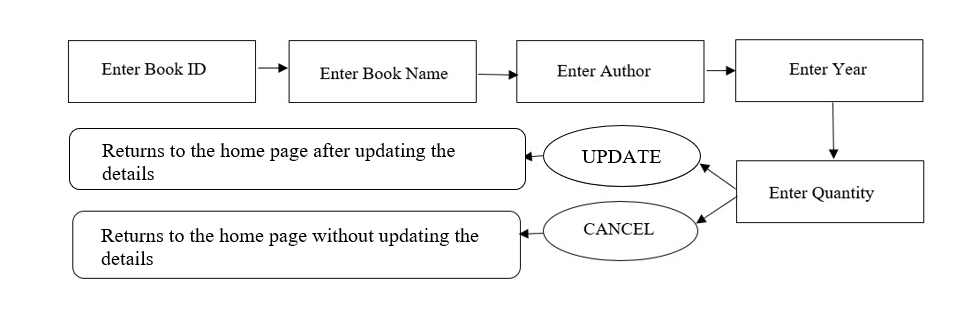 Enter Book ID
Enter Book Name
Enter Author
Enter Year
Returns to the home page after updating the
details
UPDATE
Enter Quantity
Returns to the home page without updating the
details
CANCEL